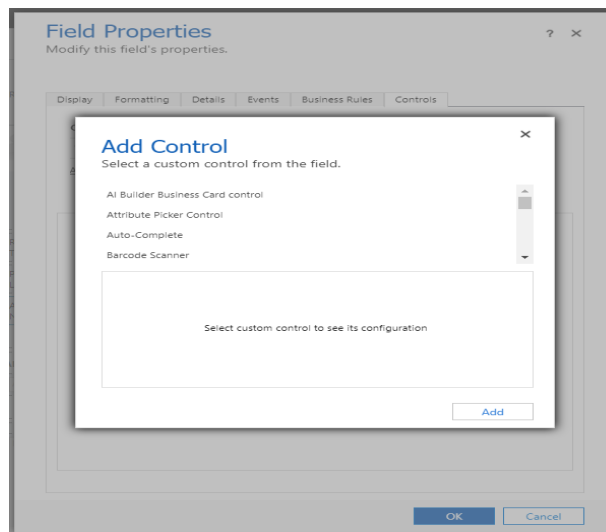 Field Properties
? ×
Modify this field's properties.
Display Formatting Details Events Business Rules Controls
Add Control
×
Select a custom control from the field.
AI Builder Business Card control
Attribute Picker Control
Auto-Complete
Barcode Scanner
Select custom control to see its configuration
Add
OK Cancel